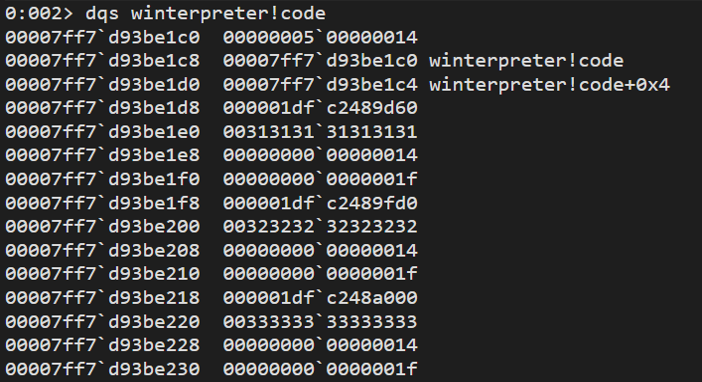 0:002> dqs winterpreter!code
00007ff7`d93be1c0  00000005`00000014
00007ff7`d93be1c8  00007ff7`d93be1c0 winterpreter!code
00007ff7`d93be1d0  00007ff7`d93be1c4 winterpreter!code+0x4
00007ff7`d93be1d8  000001df`c2489d60
00007ff7`d93be1e0  00313131`31313131
00007ff7`d93be1e8  00000000`00000014
00007ff7`d93be1f0  00000000`0000001f
00007ff7`d93be1f8  000001df`c2489fd0
00007ff7`d93be200  00323232`32323232
00007ff7`d93be208  00000000`00000014
00007ff7`d93be210  00000000`0000001f
00007ff7`d93be218  000001df`c248a000
00007ff7`d93be220  00333333`33333333
00007ff7`d93be228  00000000`00000014
00007ff7`d93be230  00000000`0000001f